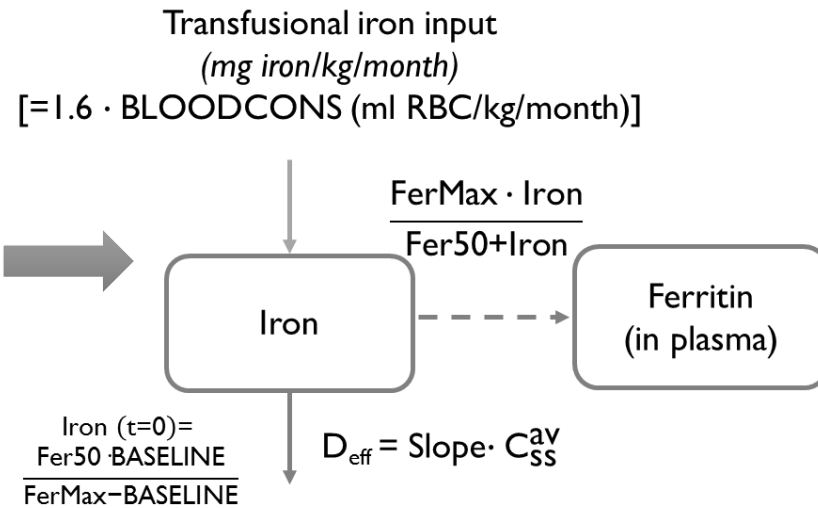 Transfusional iron input
(mg iron/kg/month)
[=1.6 · BLOODCONS (ml RBC/kg/month)]
FerMax · Iron
Fer50+Iron
Iron
Ferritin
(in plasma)
Iron (t=0)=
Fer50 ·BASELINE
FerMax−BASELINE
D_eff = Slope· C_ss^av